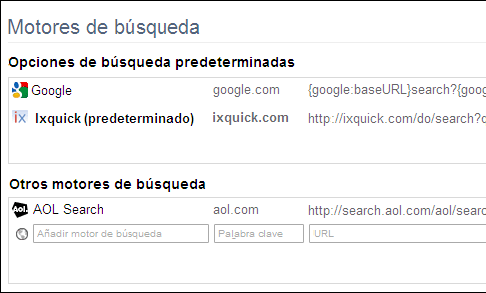 Motores de búsqueda
Opciones de búsqueda predeterminadas
Google google.com {google:baseURL}search?{goog
ix Ixquick (predeterminado) ixquick.com http://ixquick.com/do/search?q
Otros motores de búsqueda
Aol. AOL Search aol.com http://search.aol.com/aol/searc
Añadir motor de búsqueda Palabra clave URL